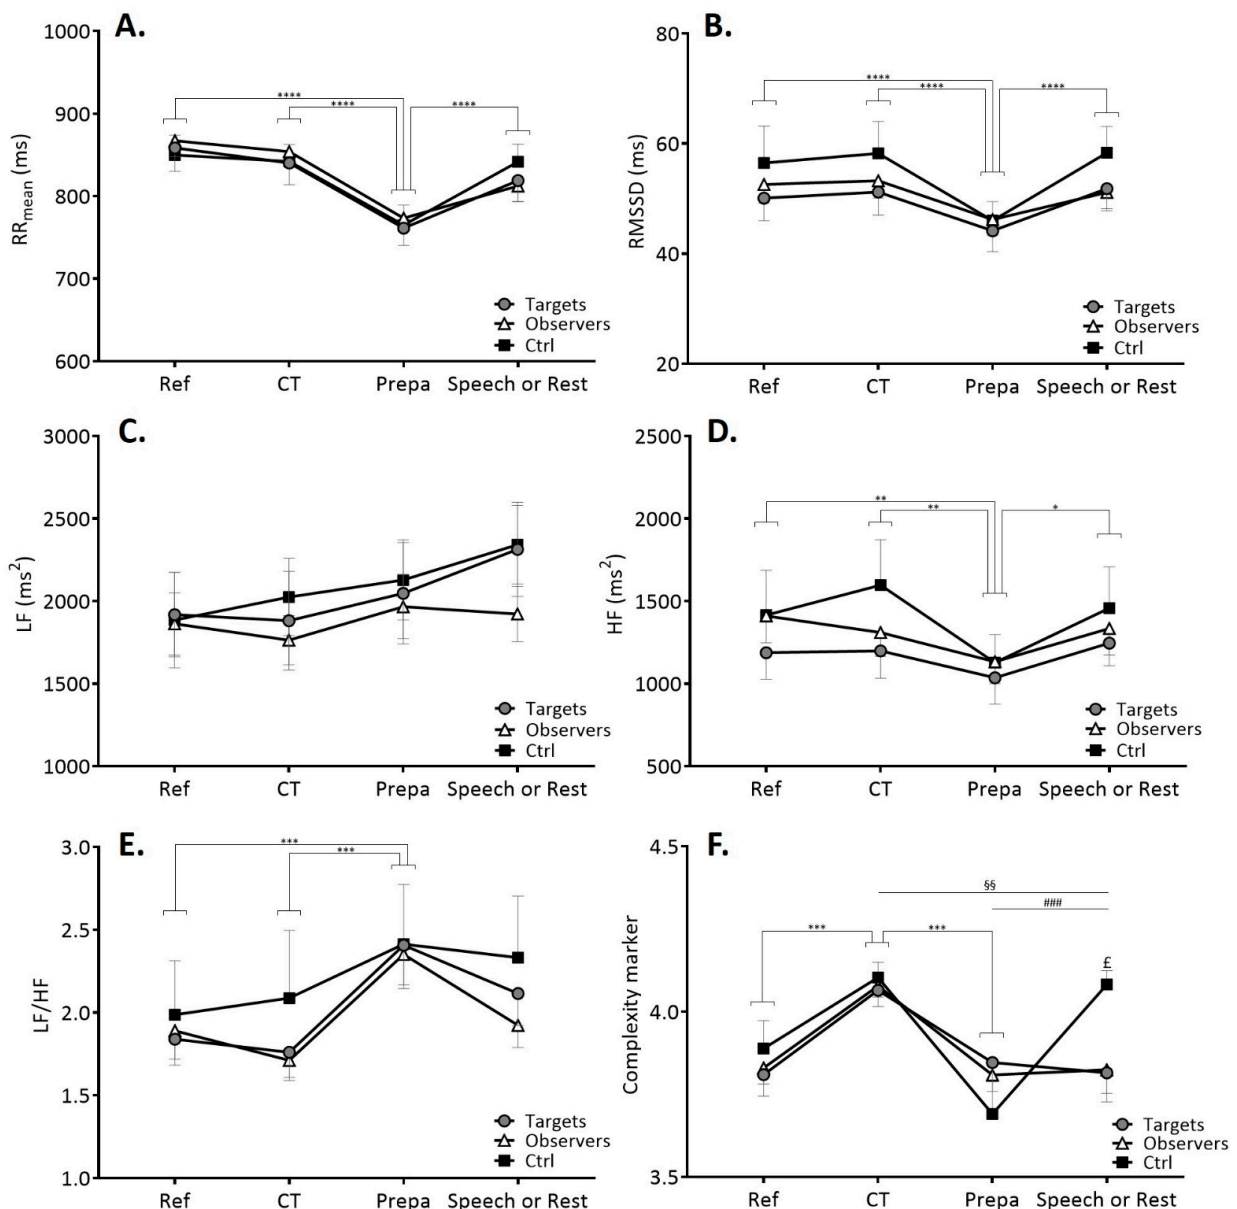 A.
1000
900
800
700
600
RRmean (ms)
****
****
****
Targets
Observers
Ctrl
Ref CT Prepa Speech or Rest
B.
80
60
40
20
RMSSD (ms)
****
****
****
Targets
Observers
Ctrl
Ref CT Prepa Speech or Rest
C.
3000
2500
2000
1500
1000
LF (ms²)
Targets
Observers
Ctrl
Ref CT Prepa Speech or Rest
D.
2500
2000
1500
1000
500
HF (ms²)
**
**
*
Targets
Observers
Ctrl
Ref CT Prepa Speech or Rest
E.
3.0
2.5
2.0
1.5
1.0
LF/HF
***
***
Targets
Observers
Ctrl
Ref CT Prepa Speech or Rest
F.
4.5
4.0
3.5
Complexity marker
§§
###
***
***
£
Targets
Observers
Ctrl
Ref CT Prepa Speech or Rest